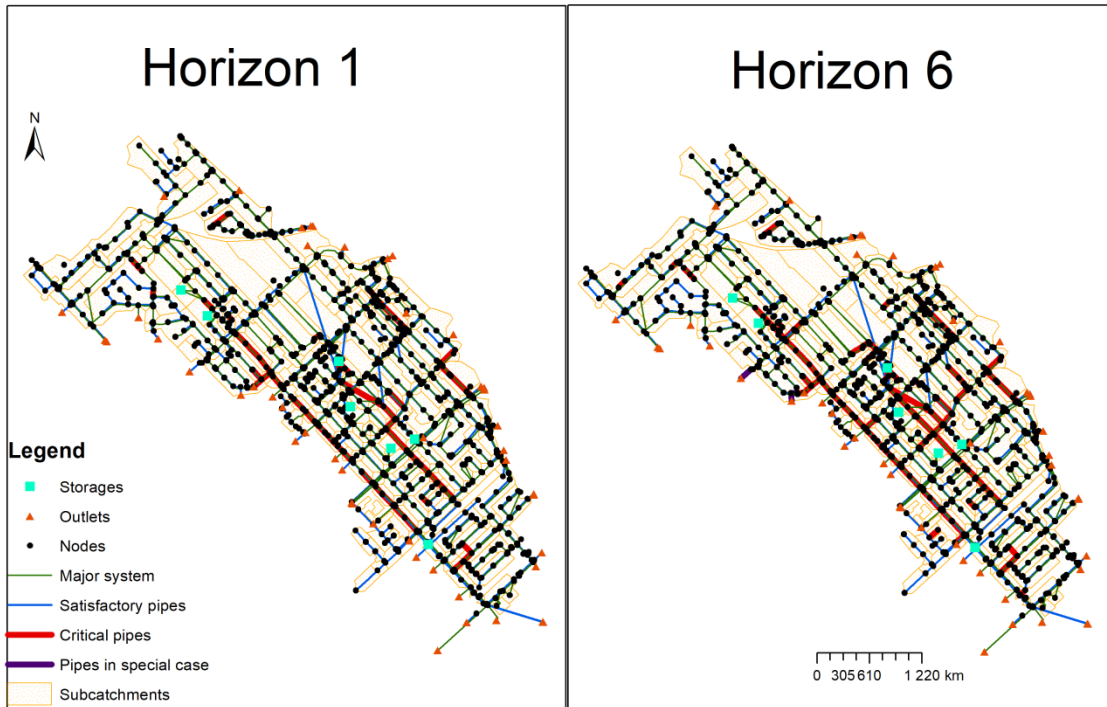 Horizon 1
Horizon 6
N
Legend
Storages
Outlets
Nodes
Major system
Satisfactory pipes
Critical pipes
Pipes in special case
Subcatchments
0 305 610 1 220 km